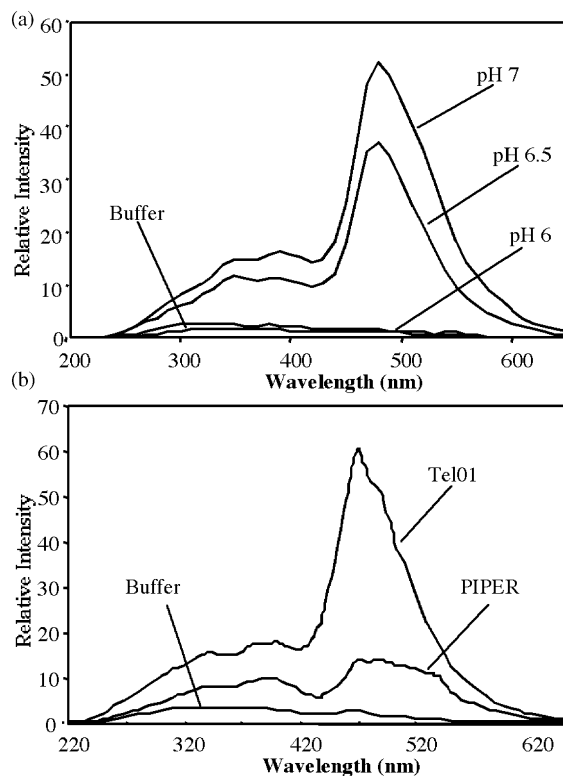 (a)
60
50
40
30
20
10
0
Relative Intensity
pH 7
pH 6.5
pH 6
Buffer
200 300 400 500 600
Wavelength (nm)
(b)
70
60
50
40
30
20
10
0
Relative Intensity
Tel01
PIPER
Buffer
220 320 420 520 620
Wavelength (nm)